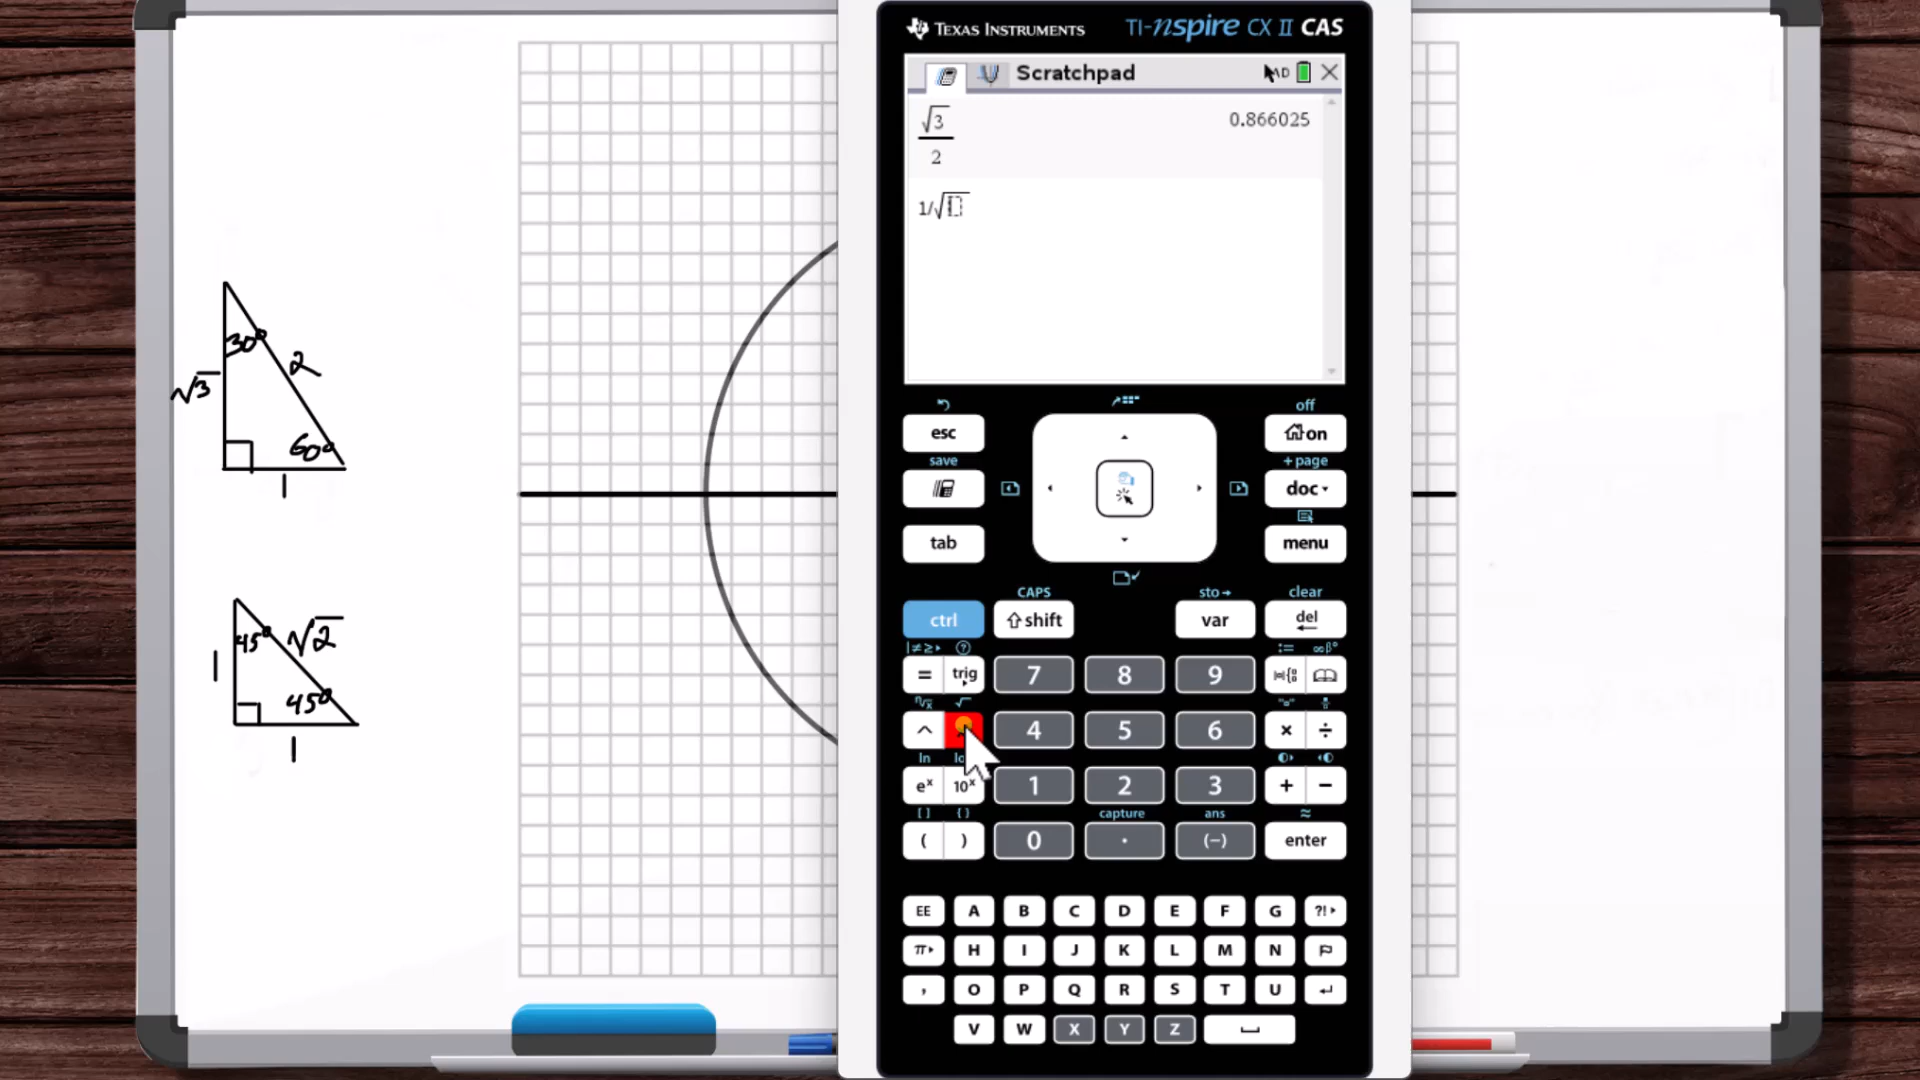 TEXAS INSTRUMENTS
TI-nspire CX II CAS
Scratchpad
√3
2
0.866025
1/√
30°
2
√3
60°
1
45°
√2
1
45°
1
off
esc
on
save
+ page
doc
tab
menu
CAPS
sto→
clear
ctrl
⇧shift
var
del
|≠≥▸
?
:=
∞β°
=
trig
7
8
9
ⁿ√x
√
^
4
5
6
×
÷
ln
eˣ
10ˣ
1
2
3
+
−
[ ]
{ }
capture
ans
≈
(
)
0
.
(−)
enter
EE
A
B
C
D
E
F
G
?!▸
π▸
H
I
J
K
L
M
N
,
O
P
Q
R
S
T
U
↵
V
W
X
Y
Z